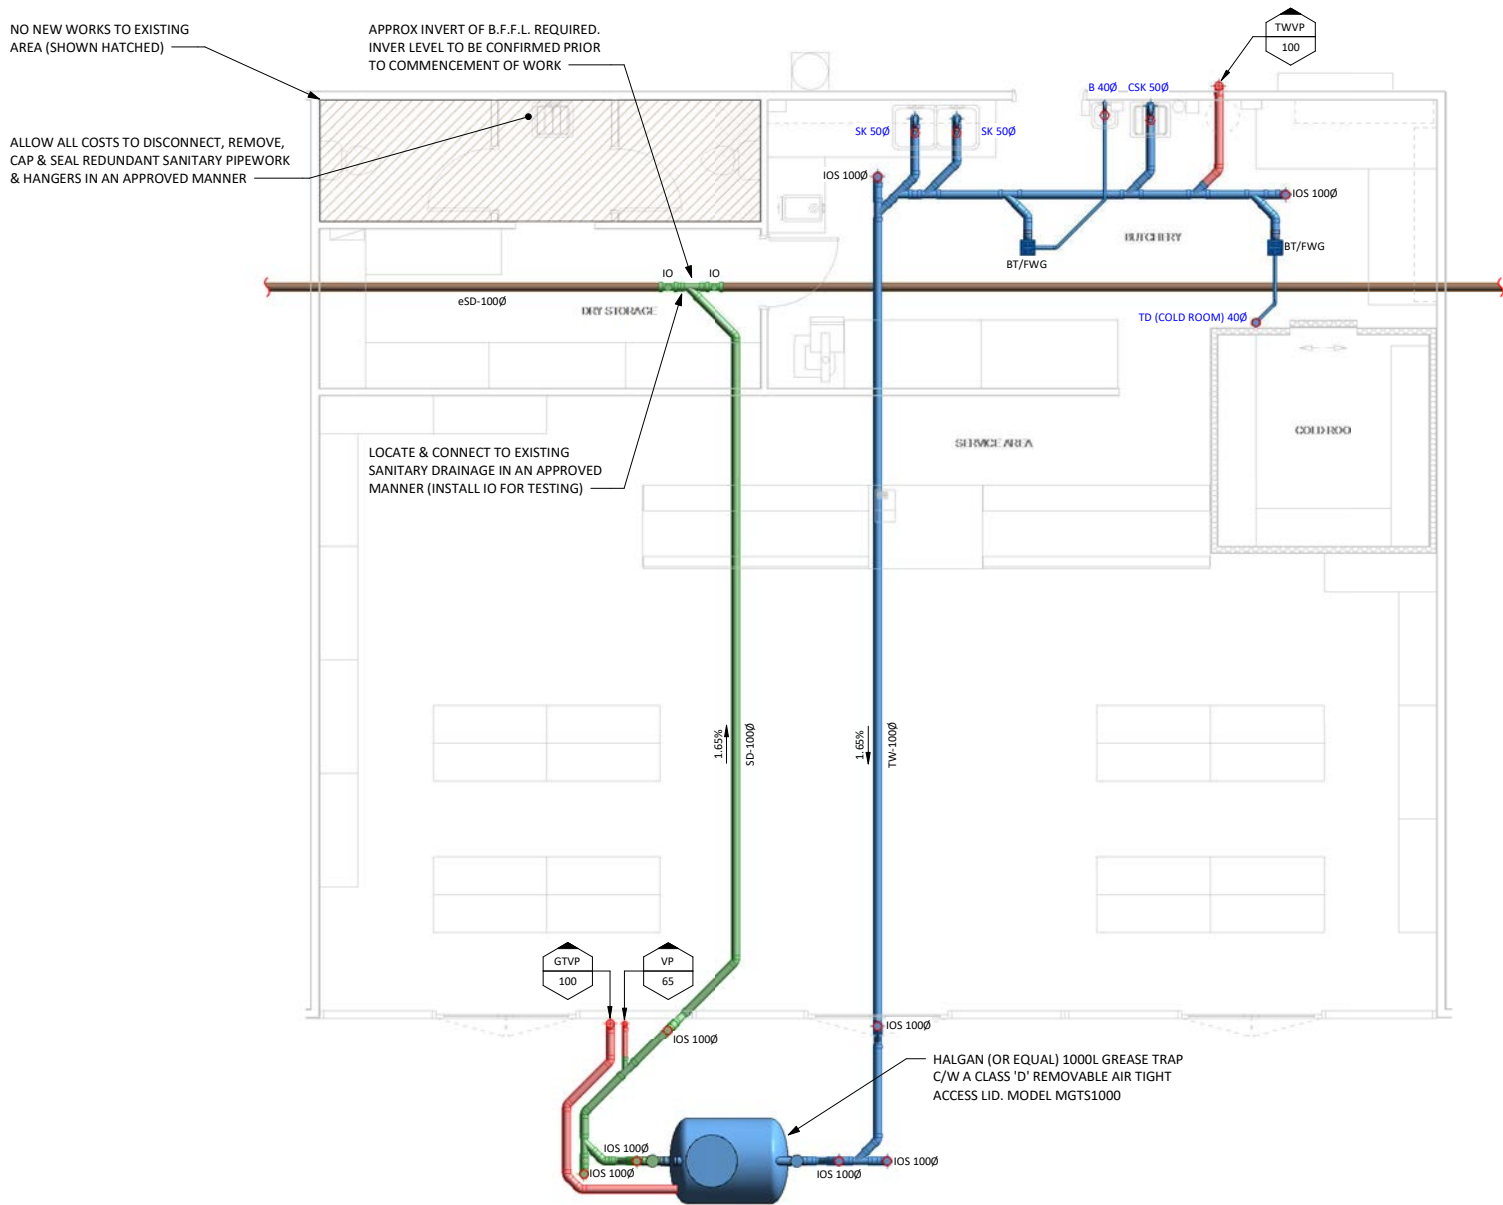 NO NEW WORKS TO EXISTING
AREA (SHOWN HATCHED)
APPROX INVERT OF B.F.F.L. REQUIRED.
INVER LEVEL TO BE CONFIRMED PRIOR
TO COMMENCEMENT OF WORK
TWVP
100
ALLOW ALL COSTS TO DISCONNECT, REMOVE,
CAP & SEAL REDUNDANT SANITARY PIPEWORK
& HANGERS IN AN APPROVED MANNER
B 40Ø
CSK 50Ø
SK 50Ø
SK 50Ø
IOS 100Ø
IOS 100Ø
BUTCHERY
BT/FWG
BT/FWG
IO
IO
eSD-100Ø
DRY STORAGE
TD (COLD ROOM) 40Ø
COLD ROO
SERVICE AREA
LOCATE & CONNECT TO EXISTING
SANITARY DRAINAGE IN AN APPROVED
MANNER (INSTALL IO FOR TESTING)
1.65%
SD-100Ø
1.65%
TW-100Ø
GTVP
100
VP
65
IOS 100Ø
IOS 100Ø
HALGAN (OR EQUAL) 1000L GREASE TRAP
C/W A CLASS 'D' REMOVABLE AIR TIGHT
ACCESS LID. MODEL MGTS1000
IOS 100Ø
IOS 100Ø
IOS 100Ø
IOS 100Ø